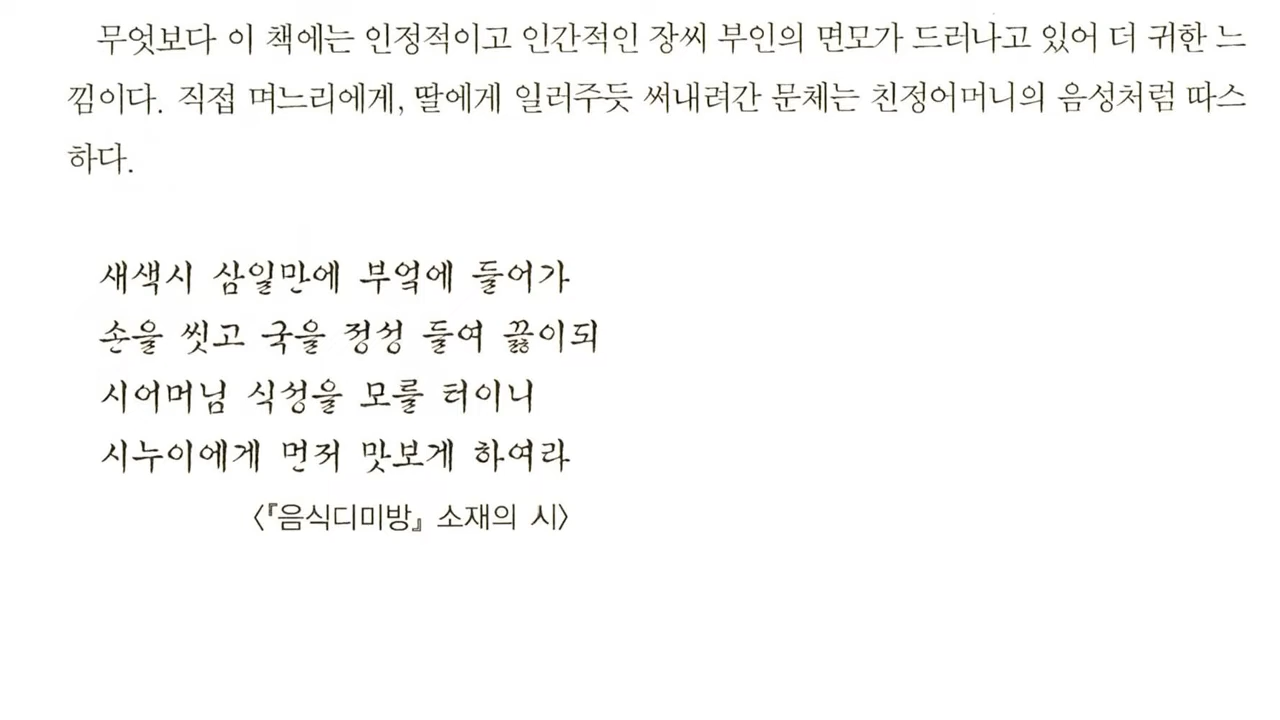 무엇보다 이 책에는 인정적이고 인간적인 장씨 부인의 면모가 드러나고 있어 더 귀한 느
낌이다. 직접 며느리에게, 딸에게 일러주듯 써내려간 문체는 친정어머니의 음성처럼 따스
하다.
새색시 삼일만에 부엌에 들어가
손을 씻고 국을 정성 들여 끓이되
시어머님 식성을 모를 터이니
시누이에게 먼저 맛보게 하여라
〈『음식디미방』 소재의 시〉